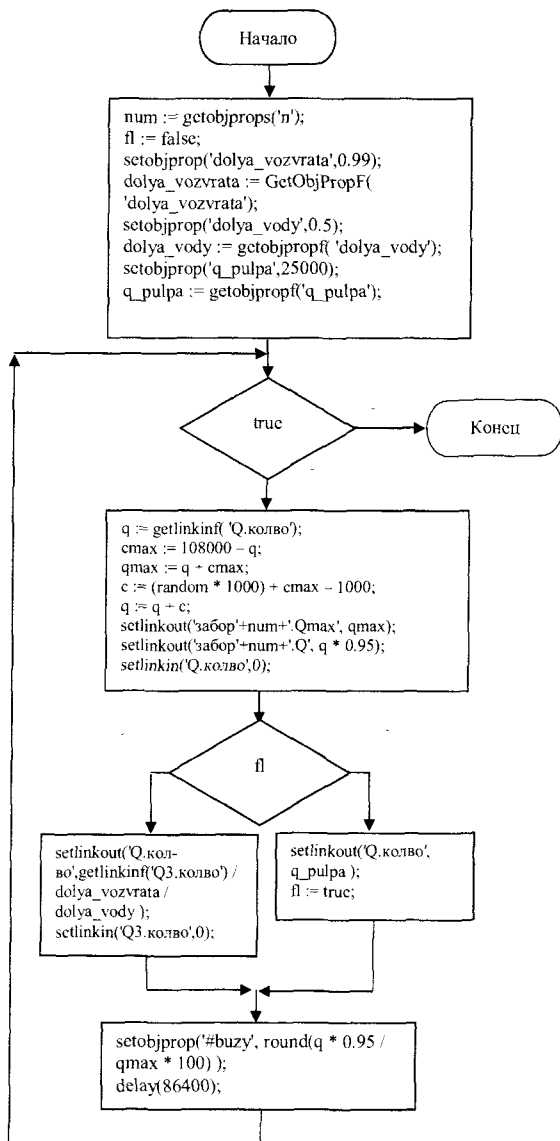 Начало
num := getobjprops('n');
fl := false;
setobjprop('dolya_vozvrata',0.99);
dolya_vozvrata := GetObjPropF(
'dolya_vozvrata');
setobjprop('dolya_vody',0.5);
dolya_vody := getobjpropf( 'dolya_vody');
setobjprop('q_pulpa',25000);
q_pulpa := getobjpropf('q_pulpa');
true
Конец
q := getlinkinf( 'Q.колво');
cmax := 108000 – q;
qmax := q + cmax;
c := (random * 1000) + cmax – 1000;
q := q + c;
setlinkout('забор'+num+'.Qmax', qmax);
setlinkout('забор'+num+'.Q', q * 0.95);
setlinkin('Q.колво',0);
fl
setlinkout('Q.кол-
во',getlinkinf('Q3.колво') /
dolya_vozvrata /
dolya_vody );
setlinkin('Q3.колво',0);
setlinkout('Q.колво',
q_pulpa );
fl := true;
setobjprop('#buzy', round(q * 0.95 /
qmax * 100) );
delay(86400);